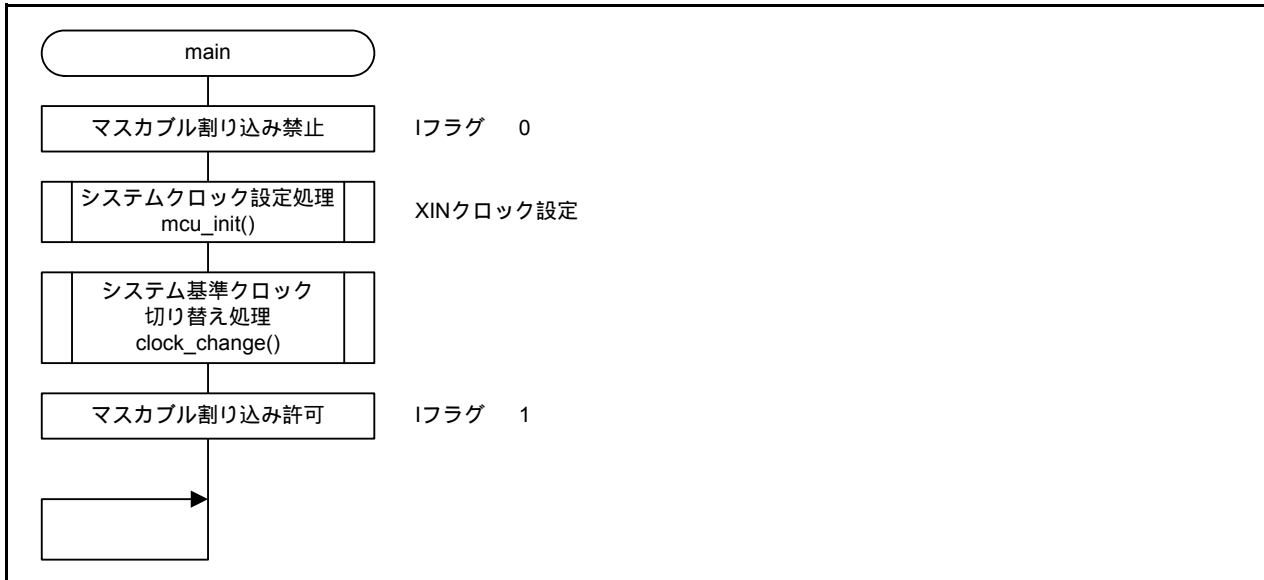 main
マスカブル割り込み禁止
Iフラグ 0
システムクロック設定処理
mcu_init()
XINクロック設定
システム基準クロック
切り替え処理
clock_change()
マスカブル割り込み許可
Iフラグ 1